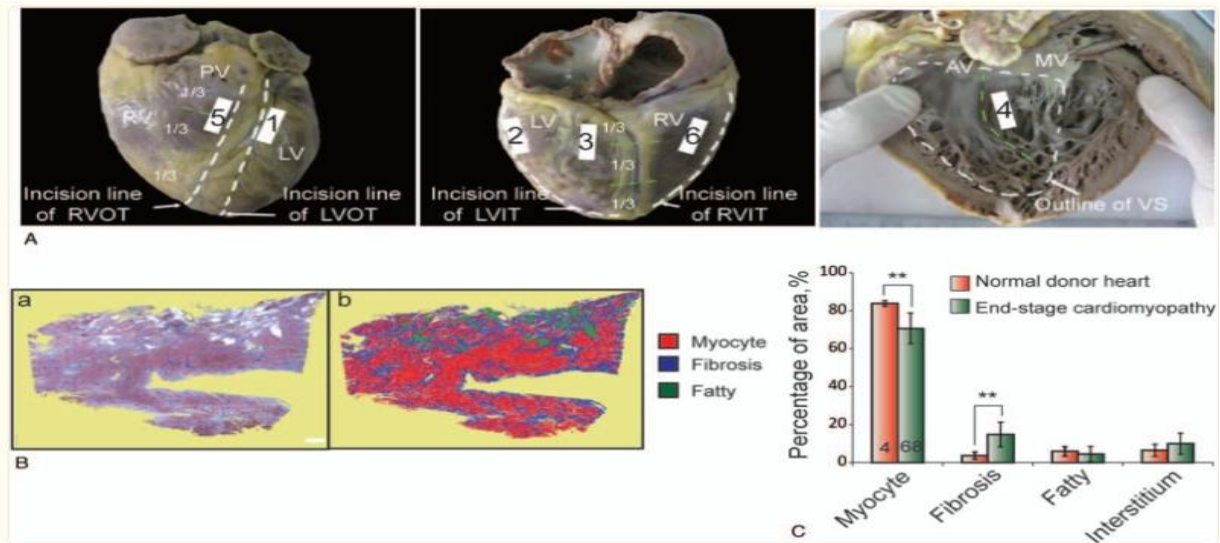 PV
1/3
RV
5
1
1/3
LV
1/3
Incision line
of RVOT
Incision line
of LVOT
2
LV
3
1/3
RV
6
1/3
1/3
Incision line
of LVIT
Incision line
of RVIT
AV
MV
4
Outline of VS
A
a
b
Myocyte
Fibrosis
Fatty
B
Percentage of area, %
100
80
60
40
20
0
**
**
Normal donor heart
End-stage cardiomyopathy
4
68
Myocyte
Fibrosis
Fatty
Interstitium
C